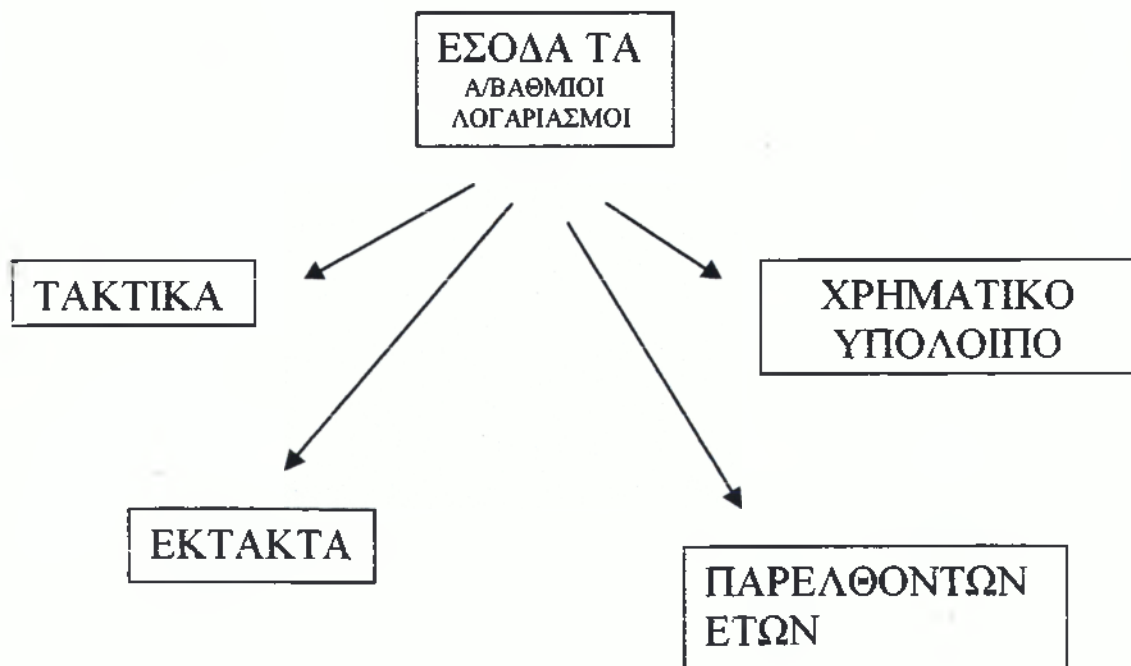 ΕΣΟΔΑ ΤΑ
Α/ΒΑΘΜΙΟΙ
ΛΟΓΑΡΙΑΣΜΟΙ
ΤΑΚΤΙΚΑ
ΧΡΗΜΑΤΙΚΟ
ΥΠΟΛΟΙΠΟ
ΕΚΤΑΚΤΑ
ΠΑΡΕΛΘΟΝΤΩΝ
ΕΤΩΝ